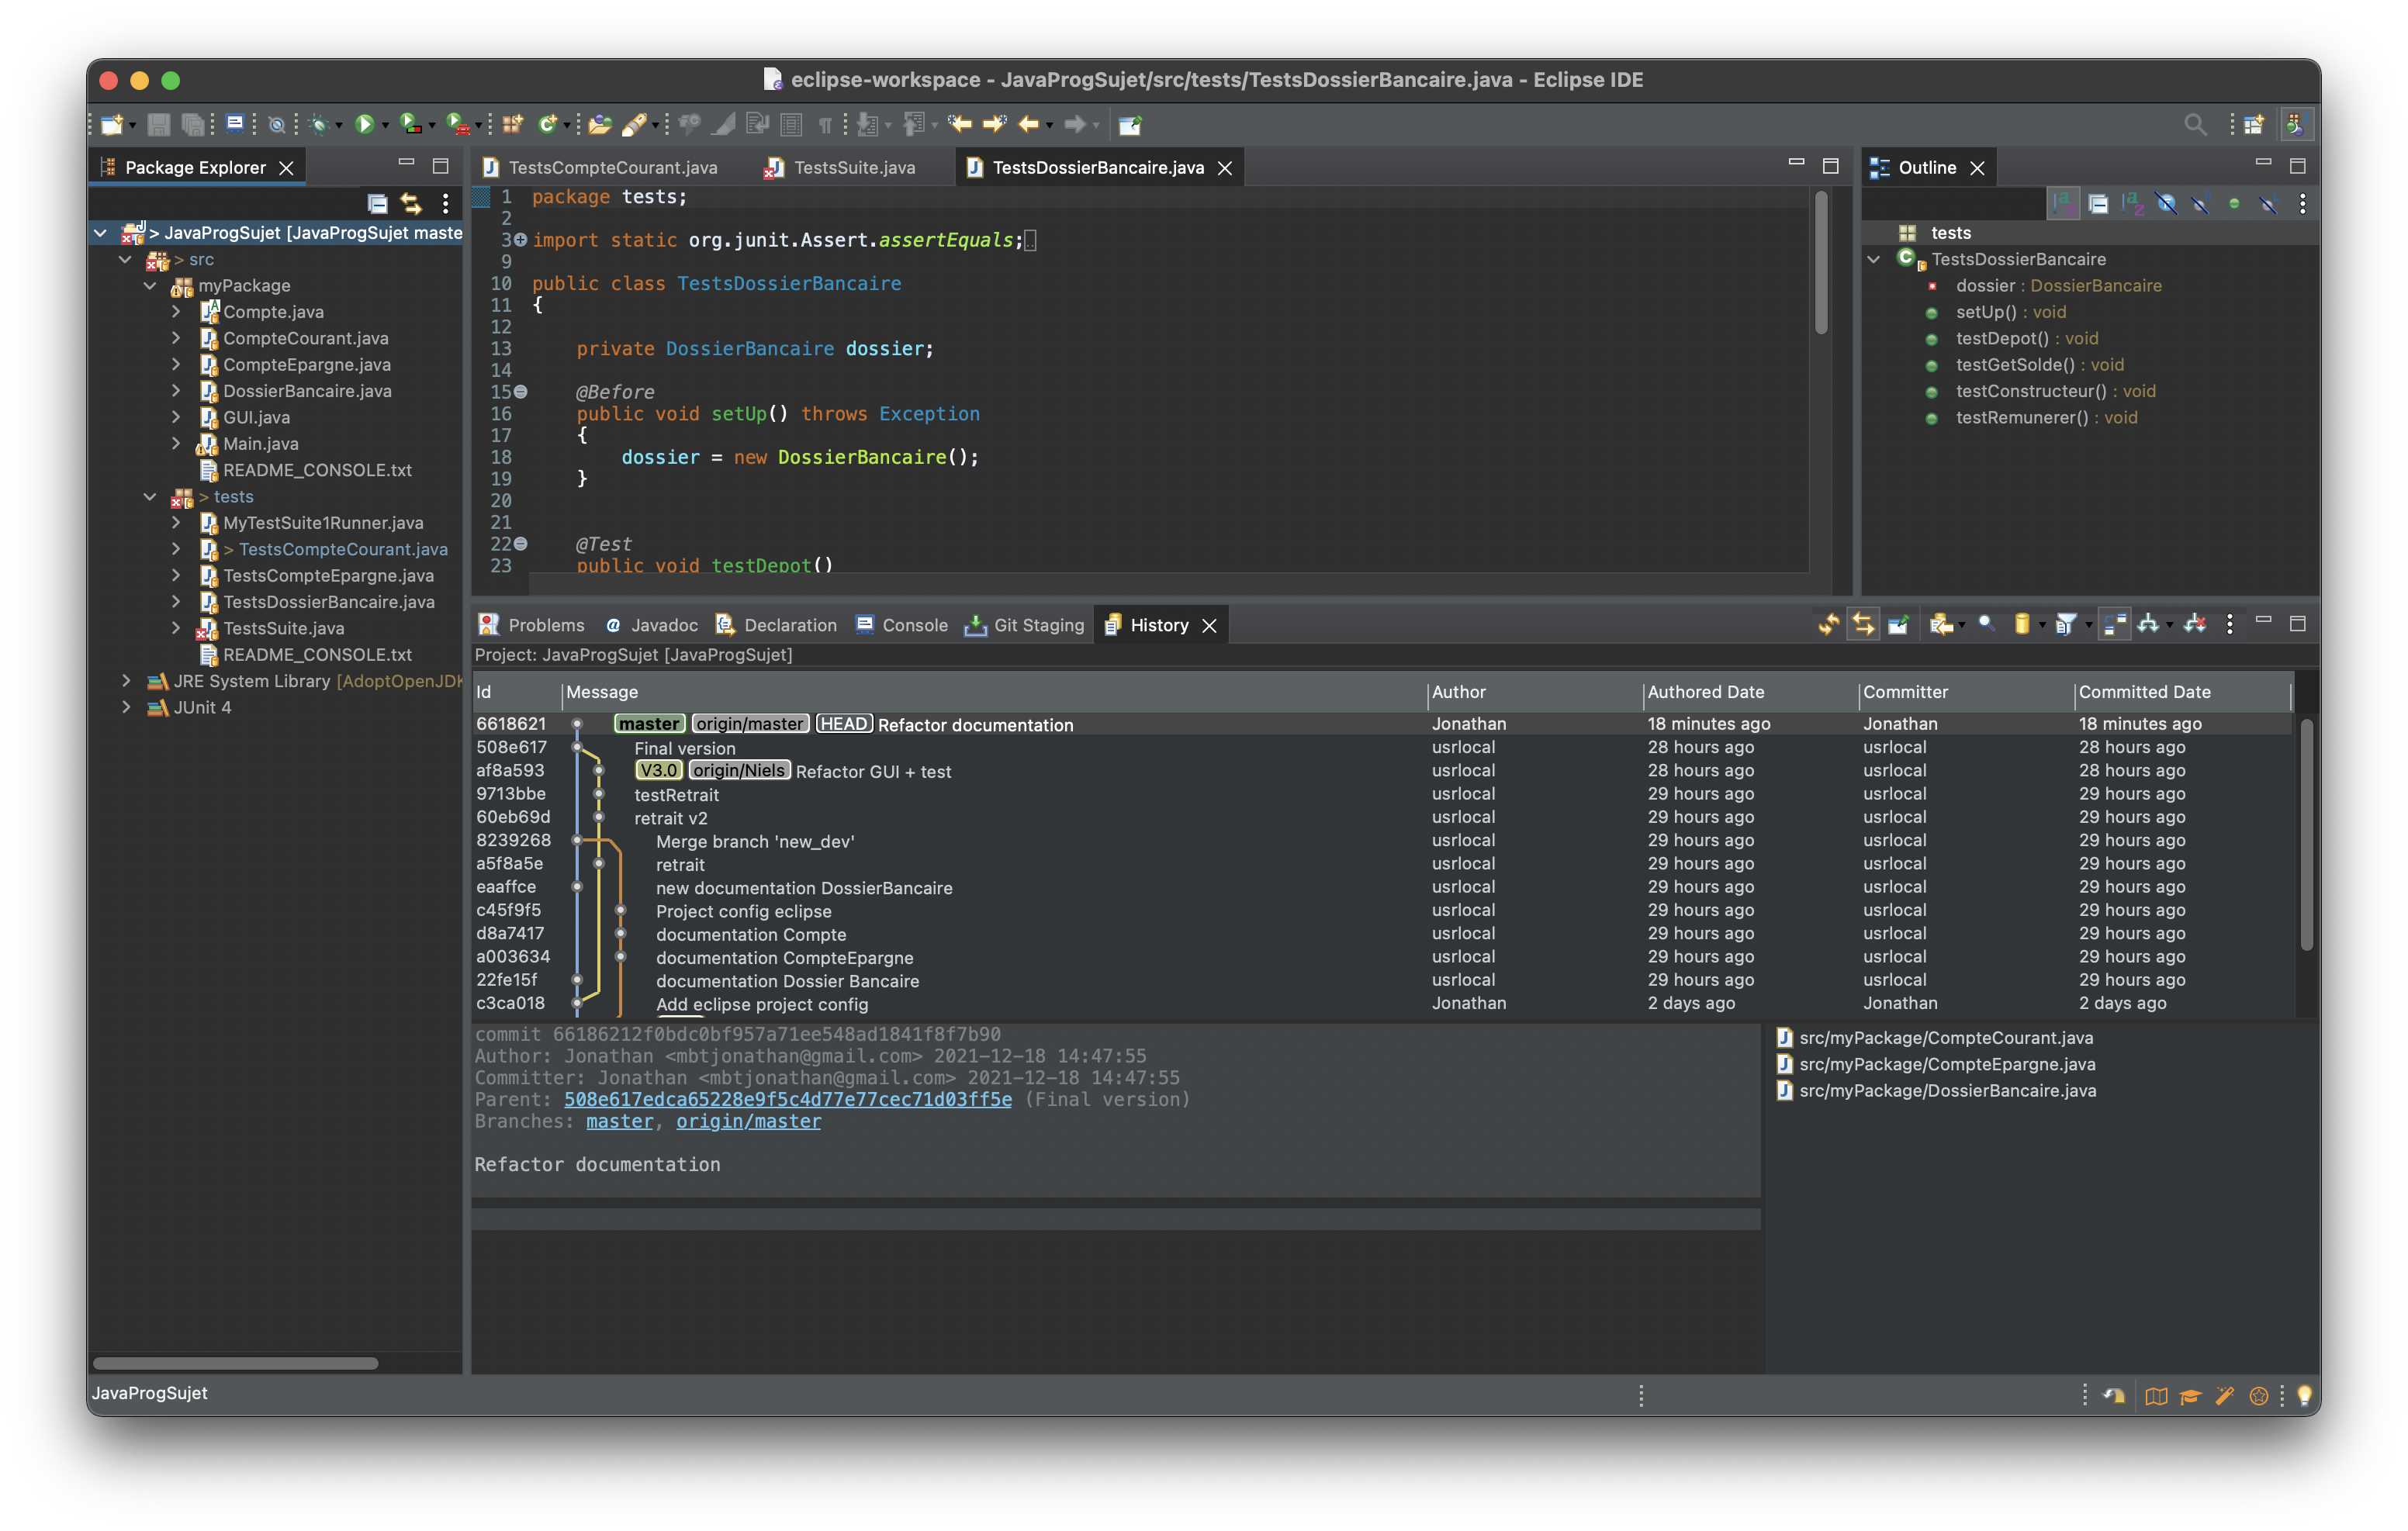 eclipse-workspace - JavaProgSujet/src/tests/TestsDossierBancaire.java - Eclipse IDE
Package Explorer
> JavaProgSujet [JavaProgSujet maste
> src
myPackage
Compte.java
CompteCourant.java
CompteEpargne.java
DossierBancaire.java
GUI.java
Main.java
README_CONSOLE.txt
> tests
MyTestSuite1Runner.java
> TestsCompteCourant.java
TestsCompteEpargne.java
TestsDossierBancaire.java
TestsSuite.java
README_CONSOLE.txt
JRE System Library [AdoptOpenJDK
JUnit 4
TestsCompteCourant.java TestsSuite.java TestsDossierBancaire.java
1 package tests;
2
3 import static org.junit.Assert.assertEquals;
9
10 public class TestsDossierBancaire
11 {
12
13 private DossierBancaire dossier;
14
15 @Before
16 public void setUp() throws Exception
17 {
18 dossier = new DossierBancaire();
19 }
20
21
22 @Test
23 public void testDepot()
Outline
tests
TestsDossierBancaire
dossier : DossierBancaire
setUp() : void
testDepot() : void
testGetSolde() : void
testConstructeur() : void
testRemunerer() : void
Problems @ Javadoc Declaration Console Git Staging History
Project: JavaProgSujet [JavaProgSujet]
Id Message Author Authored Date Committer Committed Date
6618621 master origin/master HEAD Refactor documentation Jonathan 18 minutes ago Jonathan 18 minutes ago
508e617 Final version usrlocal 28 hours ago usrlocal 28 hours ago
af8a593 V3.0 origin/Niels Refactor GUI + test usrlocal 28 hours ago usrlocal 28 hours ago
9713bbe testRetrait usrlocal 29 hours ago usrlocal 29 hours ago
60eb69d retrait v2 usrlocal 29 hours ago usrlocal 29 hours ago
8239268 Merge branch 'new_dev' usrlocal 29 hours ago usrlocal 29 hours ago
a5f8a5e retrait usrlocal 29 hours ago usrlocal 29 hours ago
eaaffce new documentation DossierBancaire usrlocal 29 hours ago usrlocal 29 hours ago
c45f9f5 Project config eclipse usrlocal 29 hours ago usrlocal 29 hours ago
d8a7417 documentation Compte usrlocal 29 hours ago usrlocal 29 hours ago
a003634 documentation CompteEpargne usrlocal 29 hours ago usrlocal 29 hours ago
22fe15f documentation Dossier Bancaire usrlocal 29 hours ago usrlocal 29 hours ago
c3ca018 Add eclipse project config Jonathan 2 days ago Jonathan 2 days ago
commit 66186212f0bdc0bf957a71ee548ad1841f8f7b90
Author: Jonathan <mbtjonathan@gmail.com> 2021-12-18 14:47:55
Committer: Jonathan <mbtjonathan@gmail.com> 2021-12-18 14:47:55
Parent: 508e617edca65228e9f5c4d77e77cec71d03ff5e (Final version)
Branches: master, origin/master
Refactor documentation
src/myPackage/CompteCourant.java
src/myPackage/CompteEpargne.java
src/myPackage/DossierBancaire.java
JavaProgSujet